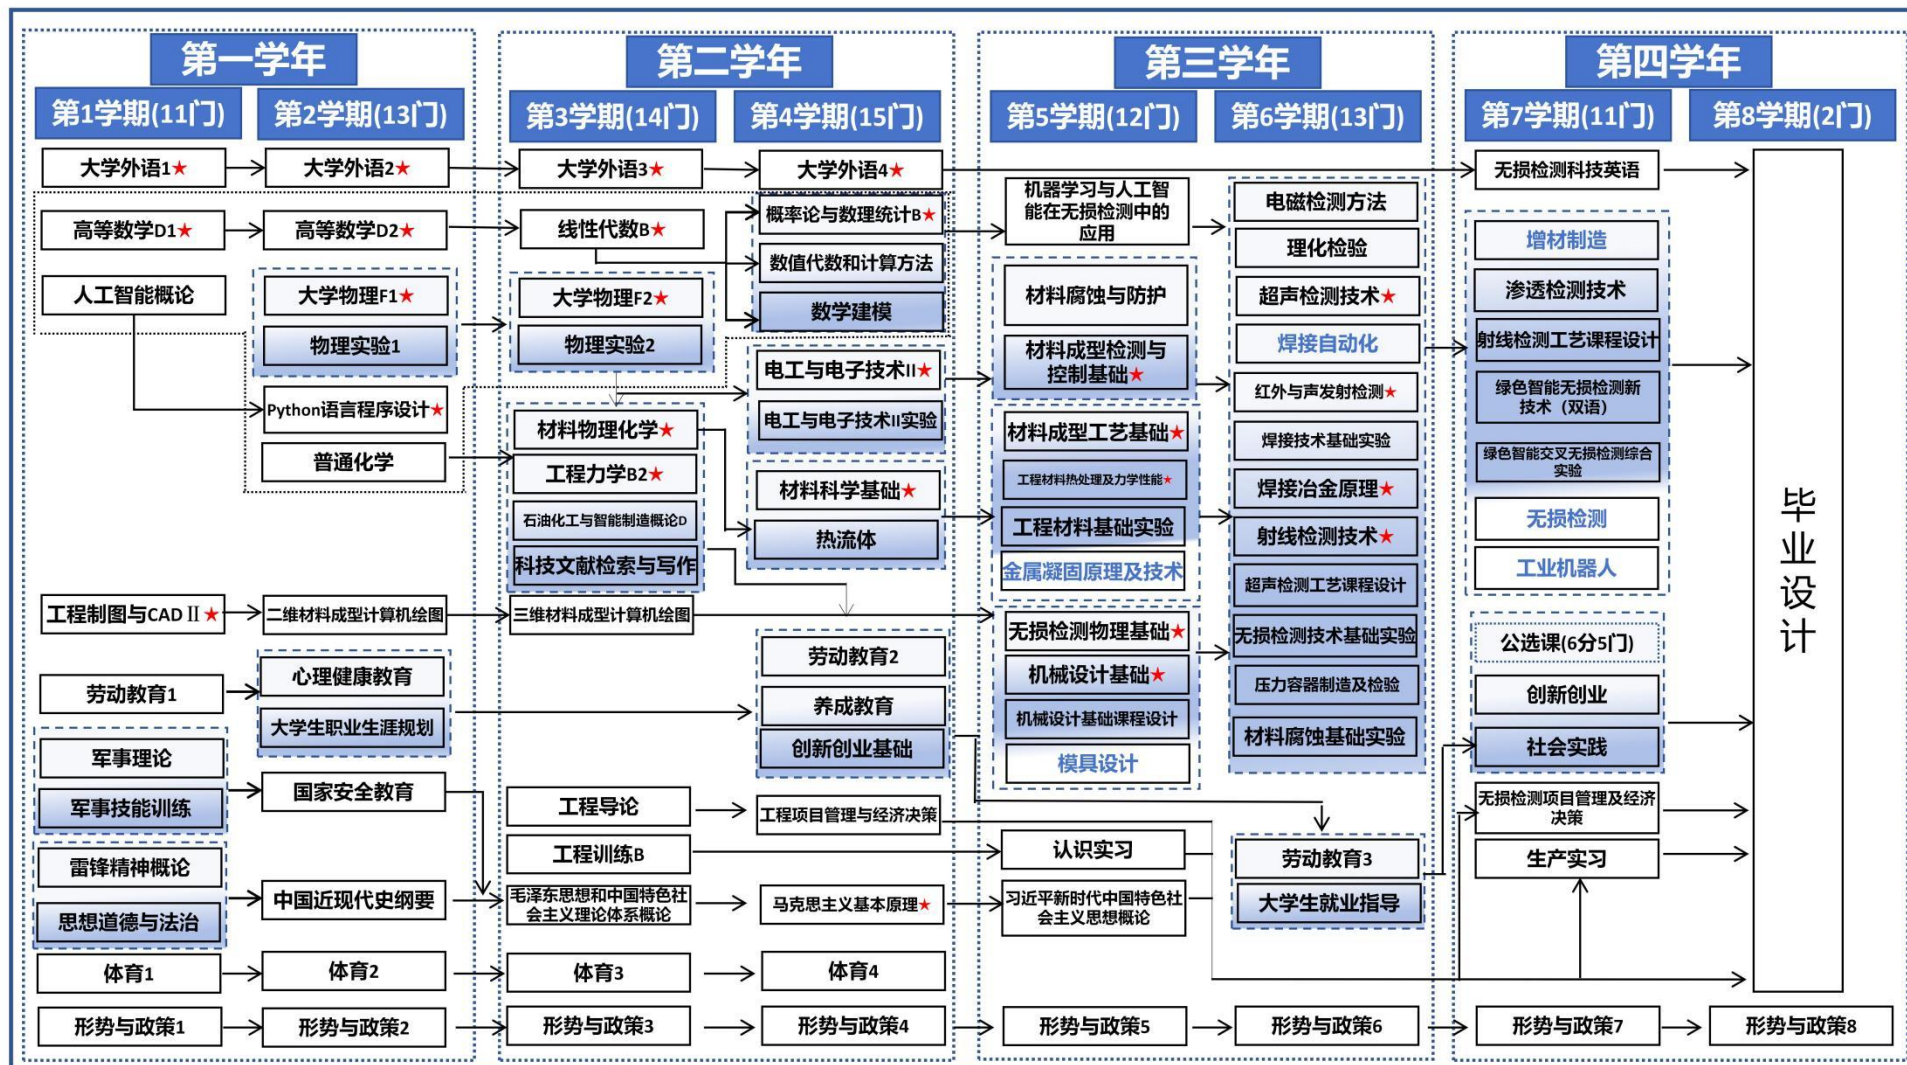 第一学年
第1学期(11门)
第2学期(13门)
大学外语1★
大学外语2★
高等数学D1★
高等数学D2★
人工智能概论
大学物理F1★
物理实验1
Python语言程序设计★
普通化学
工程制图与CADⅡ★
二维材料成型计算机绘图
劳动教育1
心理健康教育
大学生职业生涯规划
军事理论
军事技能训练
国家安全教育
雷锋精神概论
思想道德与法治
中国近现代史纲要
体育1
体育2
形势与政策1
形势与政策2
第二学年
第3学期(14门)
第4学期(15门)
大学外语3★
大学外语4★
线性代数B★
概率论与数理统计B★
数值代数和计算方法
数学建模
大学物理F2★
物理实验2
电工与电子技术II★
电工与电子技术II实验
材料物理化学★
工程力学B2★
石油化工与智能制造概论D
科技文献检索与写作
材料科学基础★
热流体
三维材料成型计算机绘图
劳动教育2
养成教育
创新创业基础
工程导论
工程项目管理与经济决策
工程训练B
毛泽东思想和中国特色社
会主义理论体系概论
马克思主义基本原理★
体育3
体育4
形势与政策3
形势与政策4
第三学年
第5学期(12门)
第6学期(13门)
机器学习与人工智
能在无损检测中的
应用
材料腐蚀与防护
材料成型检测与
控制基础★
材料成型工艺基础★
工程材料热处理及力学性能★
工程材料基础实验
金属凝固原理及技术
无损检测物理基础★
机械设计基础★
机械设计基础课程设计
模具设计
认识实习
习近平新时代中国特色社
会主义思想概论
形势与政策5
电磁检测方法
理化检验
超声检测技术★
焊接自动化
红外与声发射检测★
焊接技术基础实验
焊接冶金原理★
射线检测技术★
超声检测工艺课程设计
无损检测技术基础实验
压力容器制造及检验
材料腐蚀基础实验
劳动教育3
大学生就业指导
形势与政策6
第四学年
第7学期(11门)
第8学期(2门)
无损检测科技英语
增材制造
渗透检测技术
射线检测工艺课程设计
绿色智能无损检测新
技术（双语）
绿色智能交叉无损检测综合
实验
无损检测
工业机器人
公选课(6分5门)
创新创业
社会实践
无损检测项目管理及经济
决策
生产实习
形势与政策7
毕业设计
形势与政策8